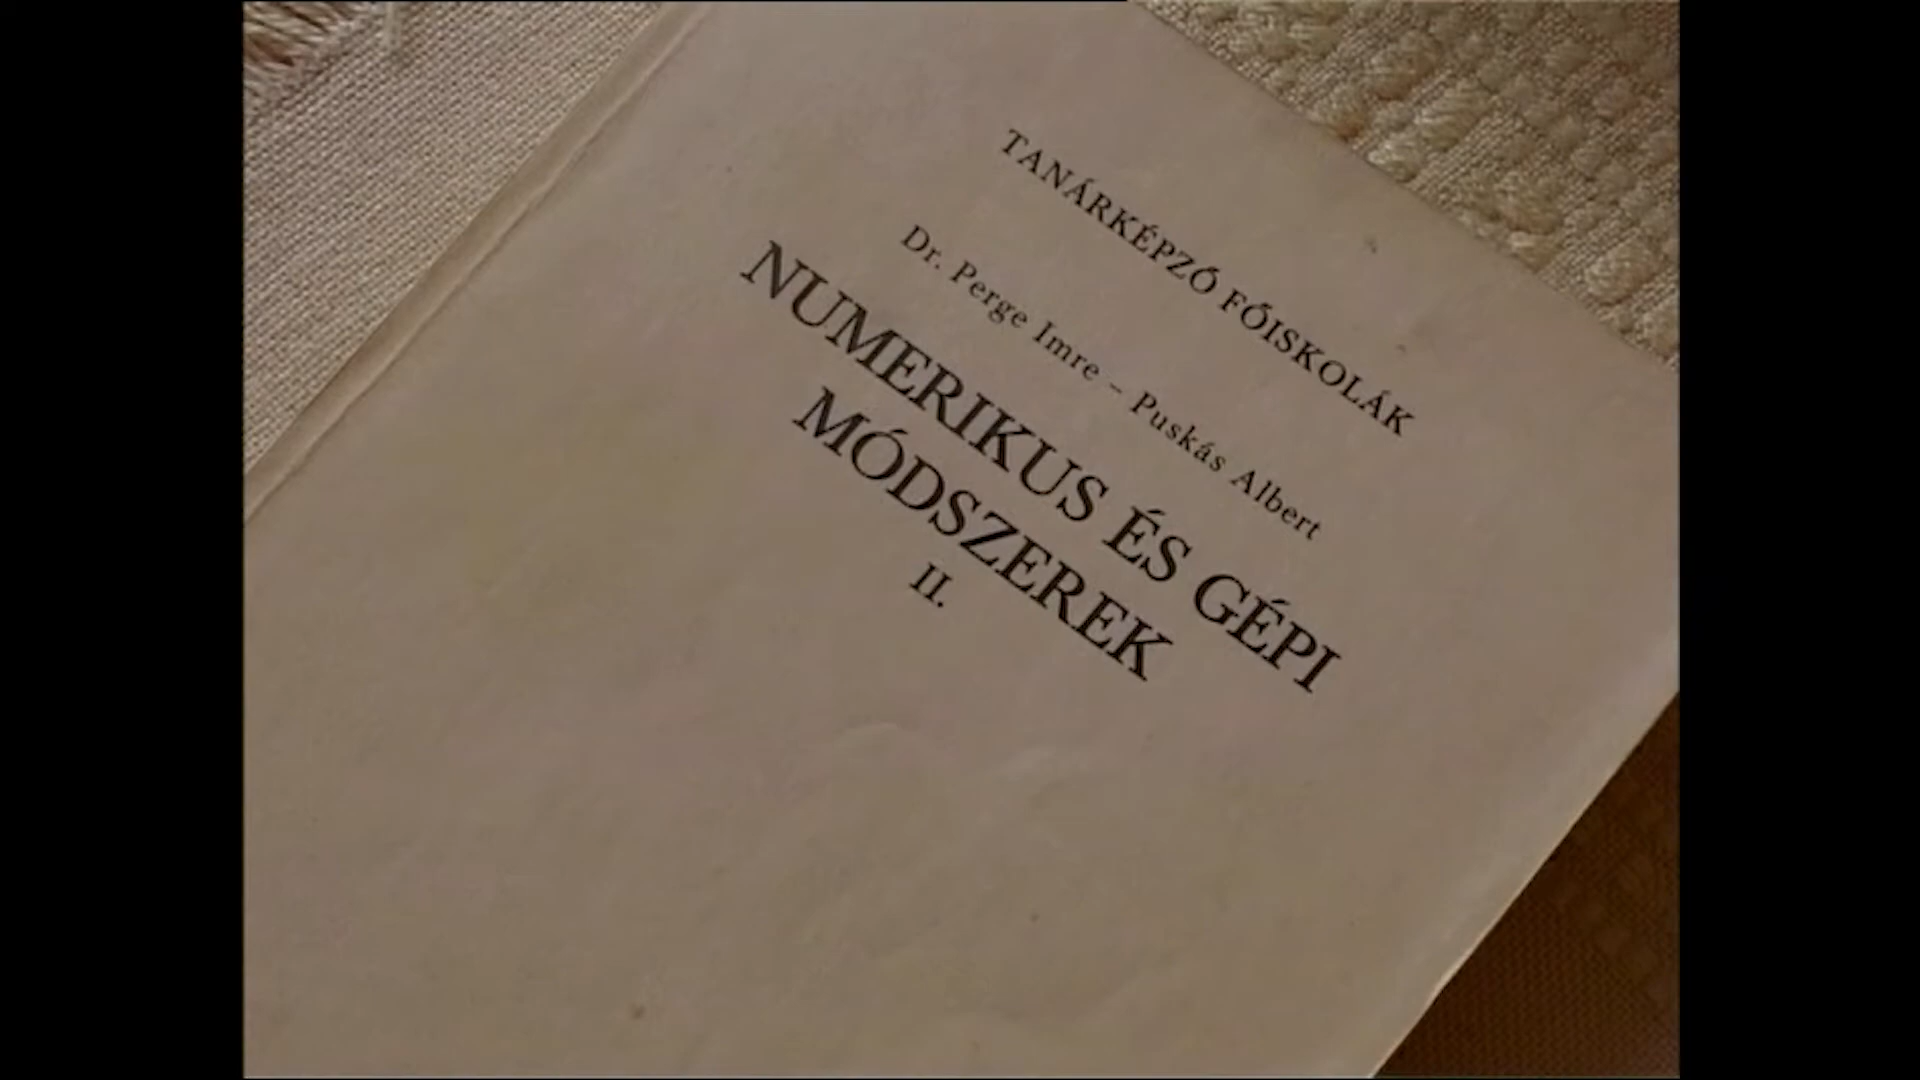 TANÁRKÉPZŐ FŐISKOLÁK
Dr. Perge Imre – Puskás Albert
NUMERIKUS ÉS GÉPI
MÓDSZEREK
II.